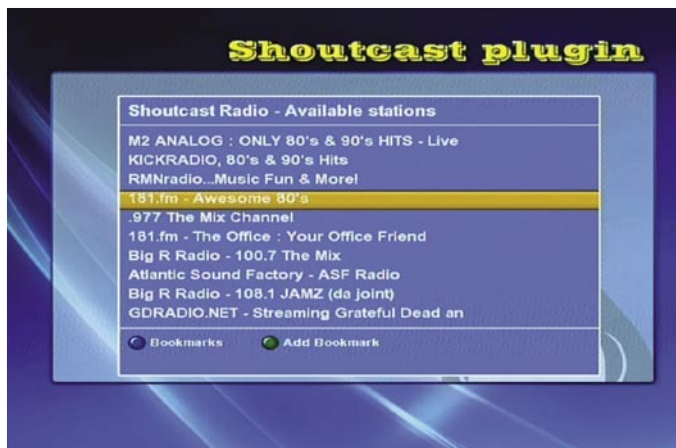 Shoutcast plugin
Shoutcast Radio - Available stations
M2 ANALOG : ONLY 80's & 90's HITS - Live
KICKRADIO, 80's & 90's Hits
RMNradio...Music Fun & More!
181.fm - Awesome 80's
.977 The Mix Channel
181.fm - The Office : Your Office Friend
Big R Radio - 100.7 The Mix
Atlantic Sound Factory - ASF Radio
Big R Radio - 108.1 JAMZ (da joint)
GDRADIO.NET - Streaming Grateful Dead an
Bookmarks Add Bookmark